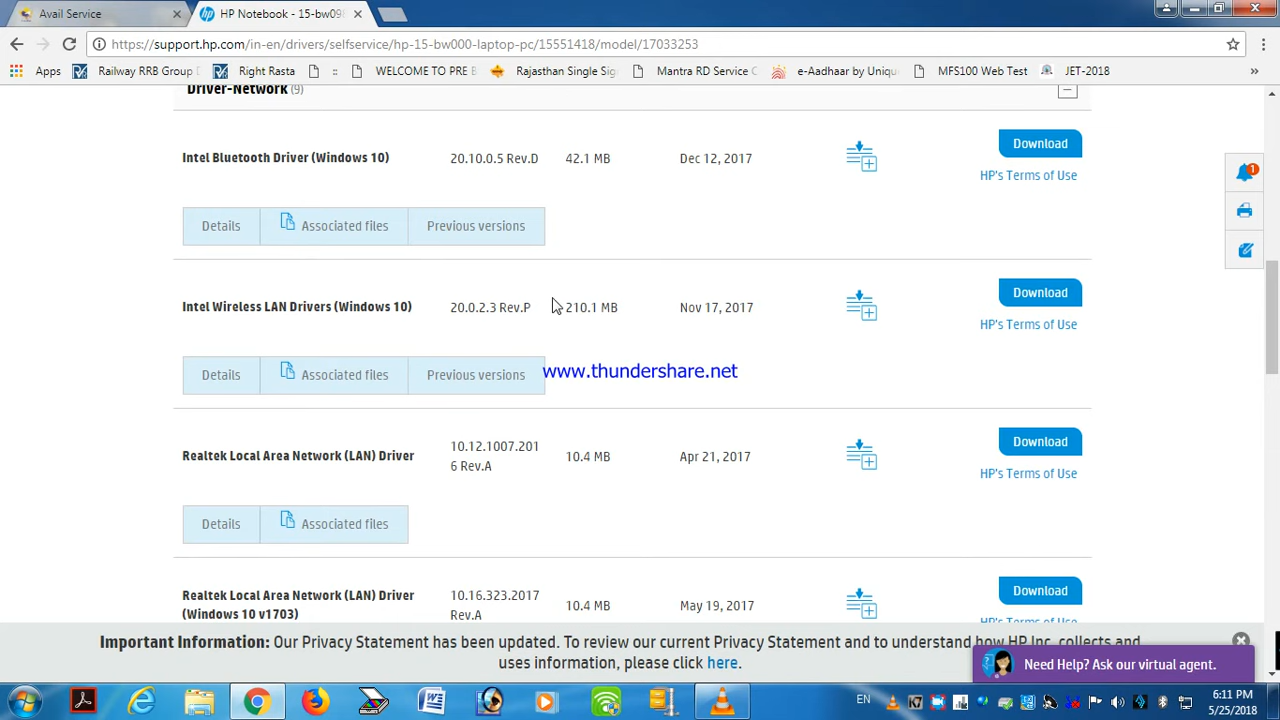 Avail Service
HP Notebook - 15-bw09
https://support.hp.com/in-en/drivers/selfservice/hp-15-bw000-laptop-pc/15551418/model/17033253
Apps Railway RRB Group Right Rasta WELCOME TO PRE B Rajasthan Single Sig Mantra RD Service e-Aadhaar by Uniqu MFS100 Web Test JET-2018 »
Driver-Network (9)
Intel Bluetooth Driver (Windows 10) 20.10.0.5 Rev.D 42.1 MB Dec 12, 2017 Download
HP's Terms of Use
Details Associated files Previous versions
Intel Wireless LAN Drivers (Windows 10) 20.0.2.3 Rev.P 210.1 MB Nov 17, 2017 Download
HP's Terms of Use
Details Associated files Previous versions
www.thundershare.net
Realtek Local Area Network (LAN) Driver 10.12.1007.201 10.4 MB Apr 21, 2017 Download
6 Rev.A
HP's Terms of Use
Details Associated files
Realtek Local Area Network (LAN) Driver 10.16.323.2017 10.4 MB May 19, 2017 Download
(Windows 10 v1703) Rev.A
HP's Terms of Use
1
Important Information: Our Privacy Statement has been updated. To review our current Privacy Statement and to understand how HP Inc. collects and
uses information, please click here.
Need Help? Ask our virtual agent.
EN
6:11 PM
5/25/2018